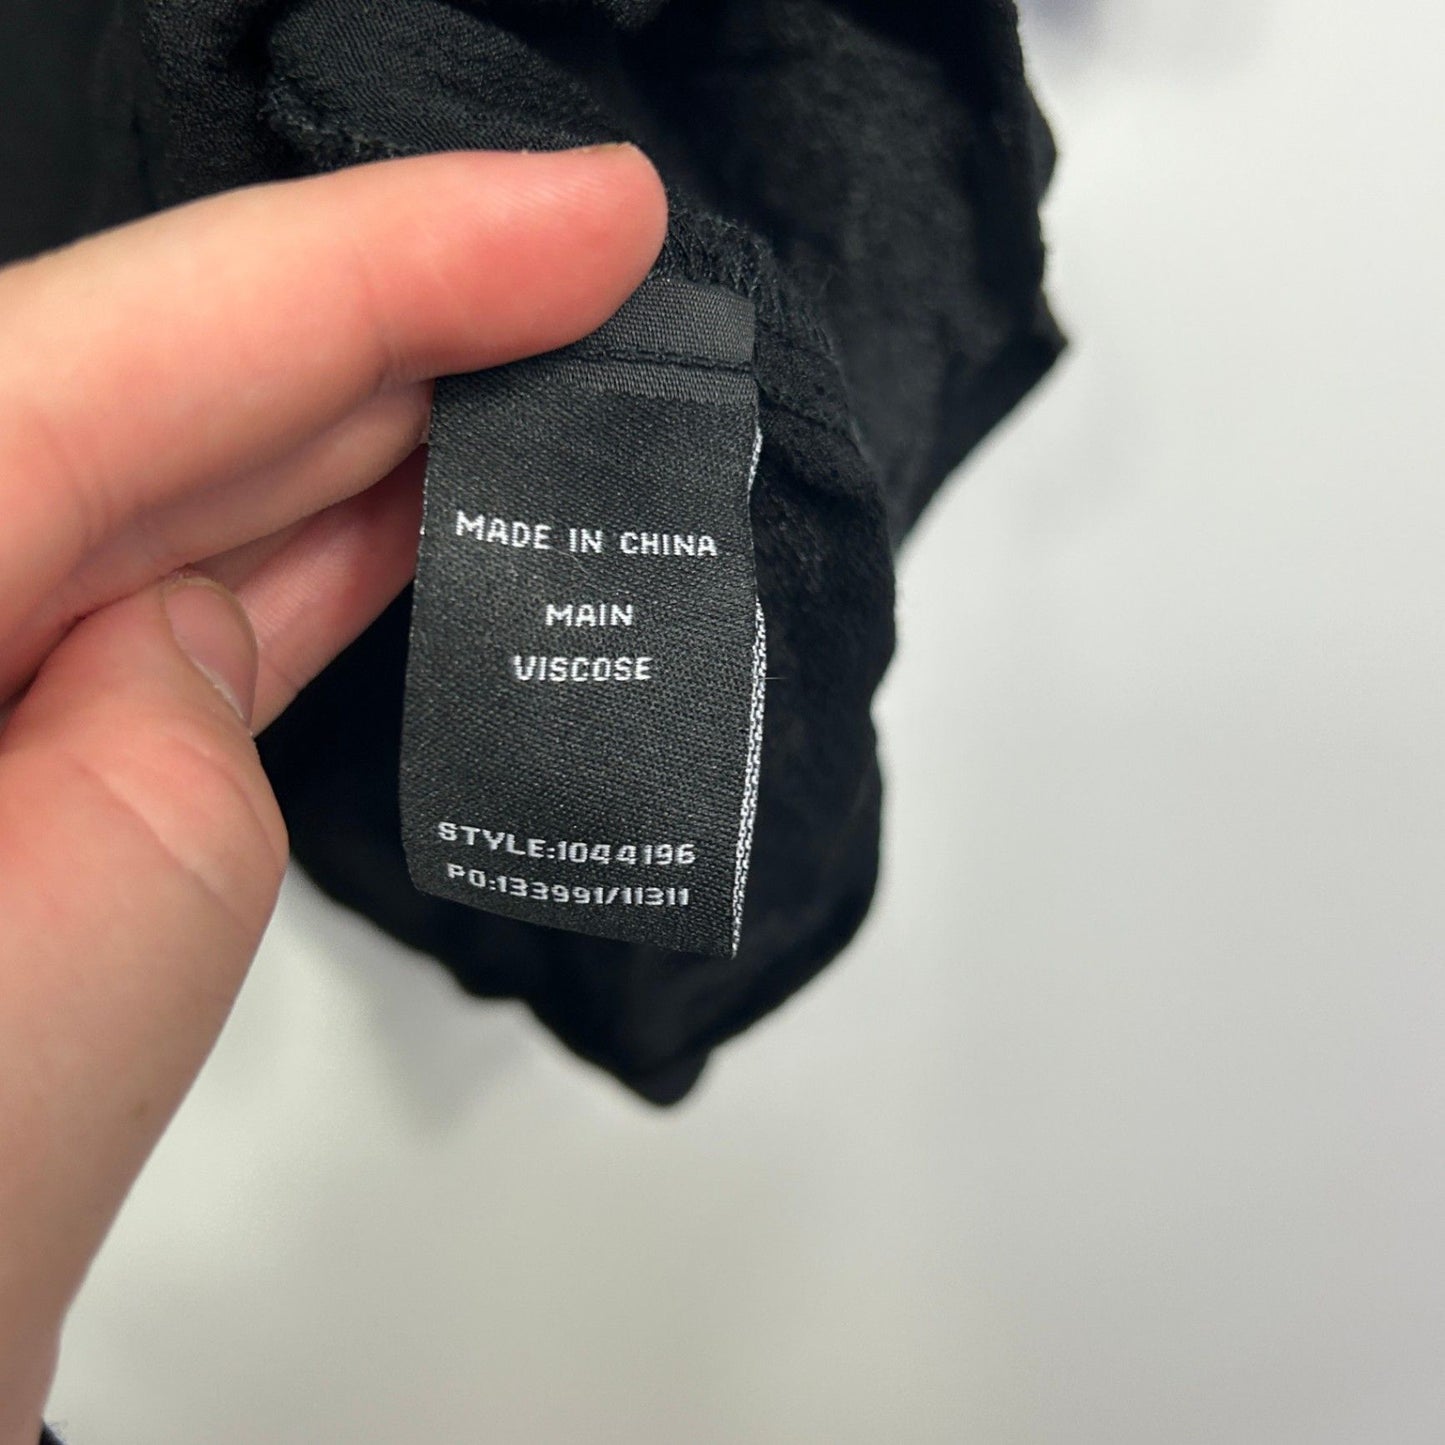 MADE IN CHINA
MAIN
VISCOSE
STYLE:1044196
PO:133991/11311